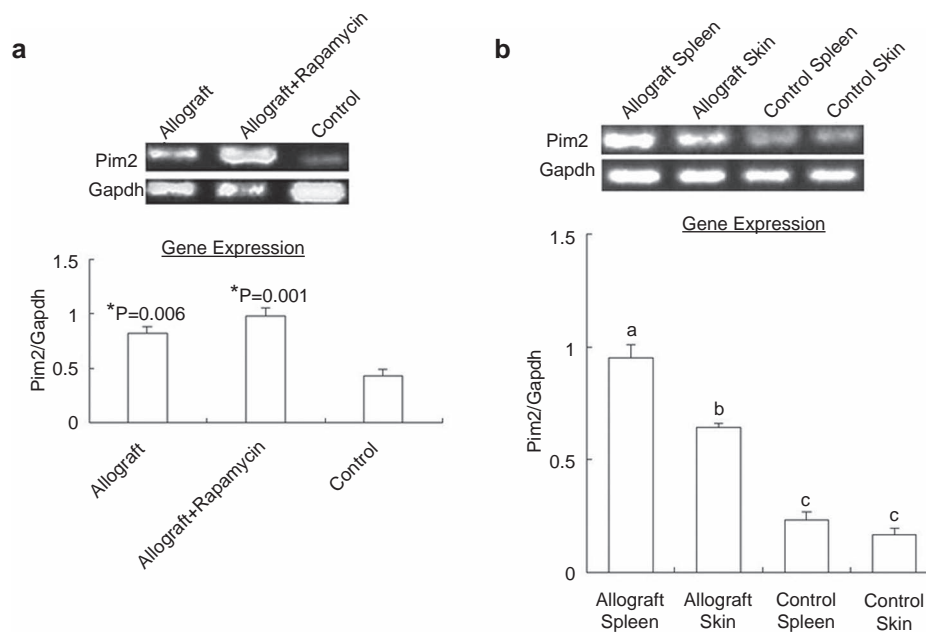 a
Allograft
Allograft+Rapamycin
Control
Pim2
Gapdh
Gene Expression
1.5
1
0.5
0
Pim2/Gapdh
*P=0.006
*P=0.001
Allograft
Allograft+Rapamycin
Control
b
Allograft Spleen
Allograft Skin
Control Spleen
Control Skin
Pim2
Gapdh
Gene Expression
1.5
1
0.5
0
Pim2/Gapdh
a
b
c
c
Allograft
Spleen
Allograft
Skin
Control
Spleen
Control
Skin